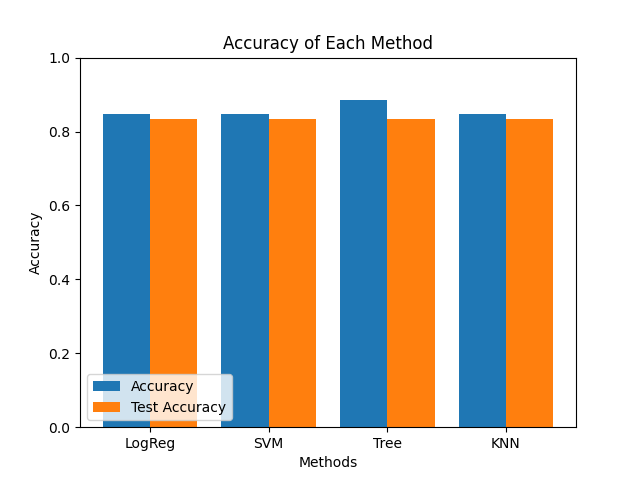 Accuracy of Each Method
1.0
0.8
0.6
0.4
0.2
0.0
Accuracy
Accuracy
Test Accuracy
LogReg SVM Tree KNN
Methods